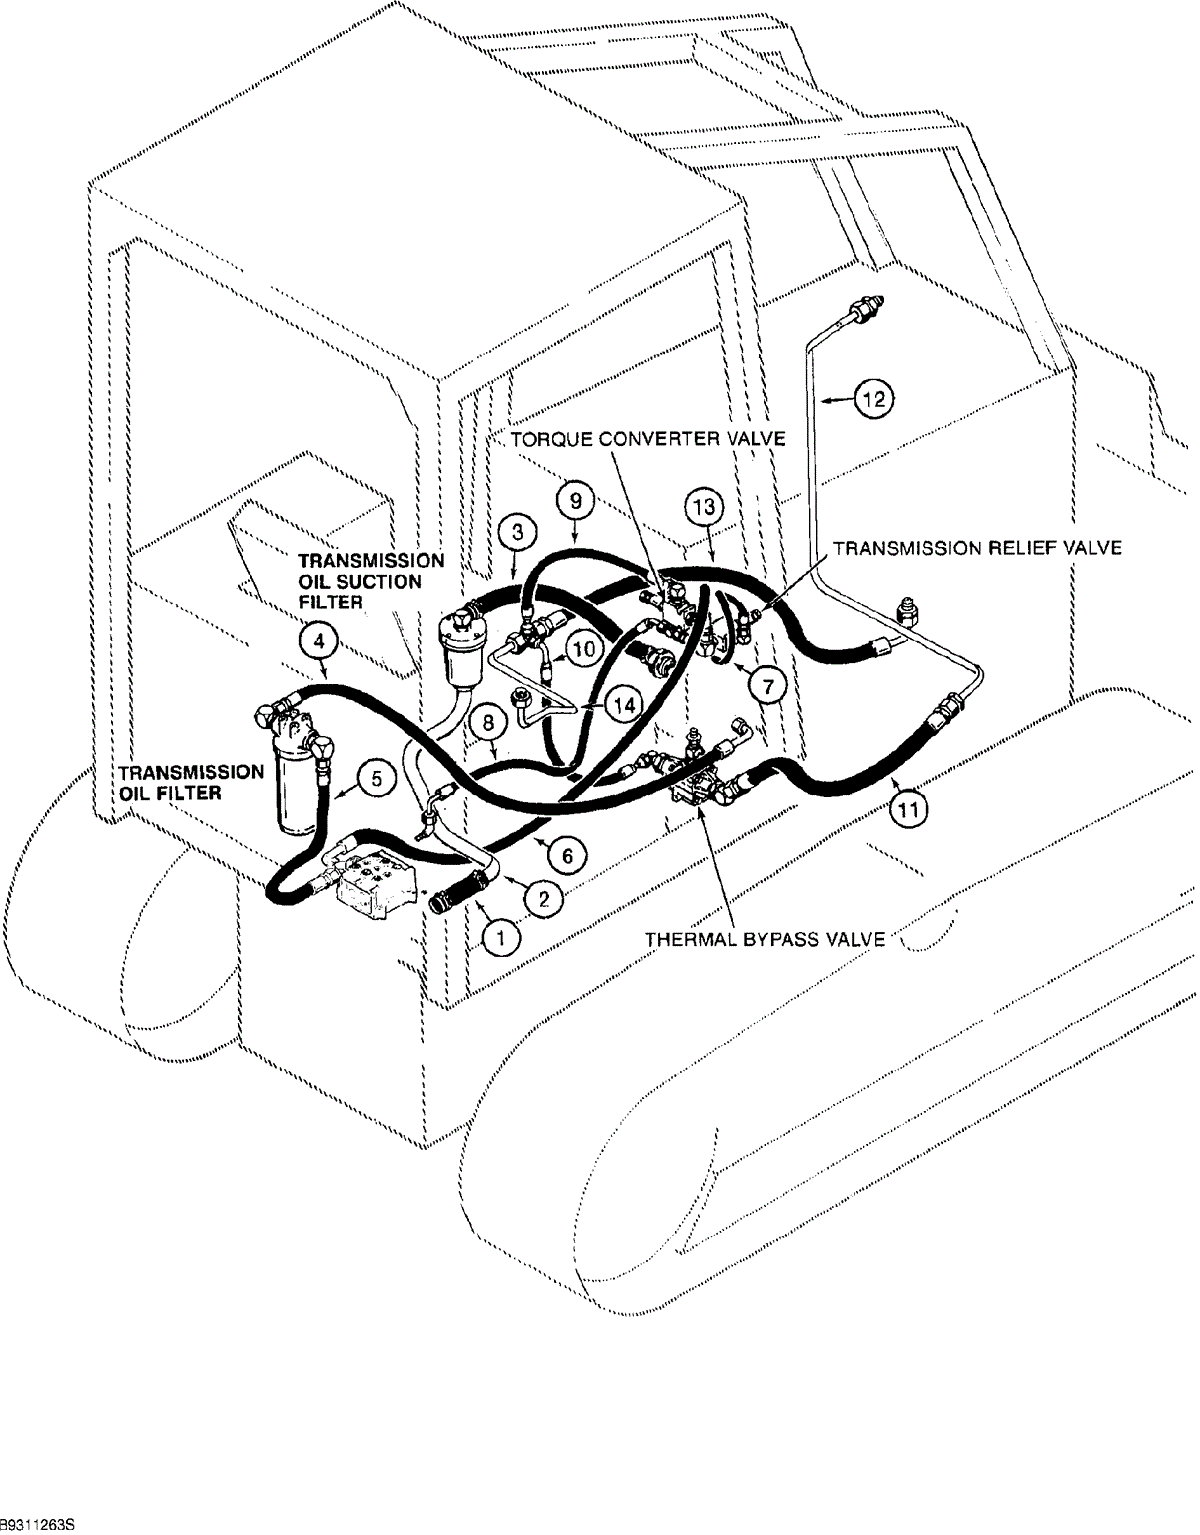 12
TORQUE CONVERTER VALVE
9
13
3
TRANSMISSION RELIEF VALVE
TRANSMISSION
OIL SUCTION
FILTER
4
10
7
14
8
TRANSMISSION
OIL FILTER
5
11
6
2
1
THERMAL BYPASS VALVE
B9311263S